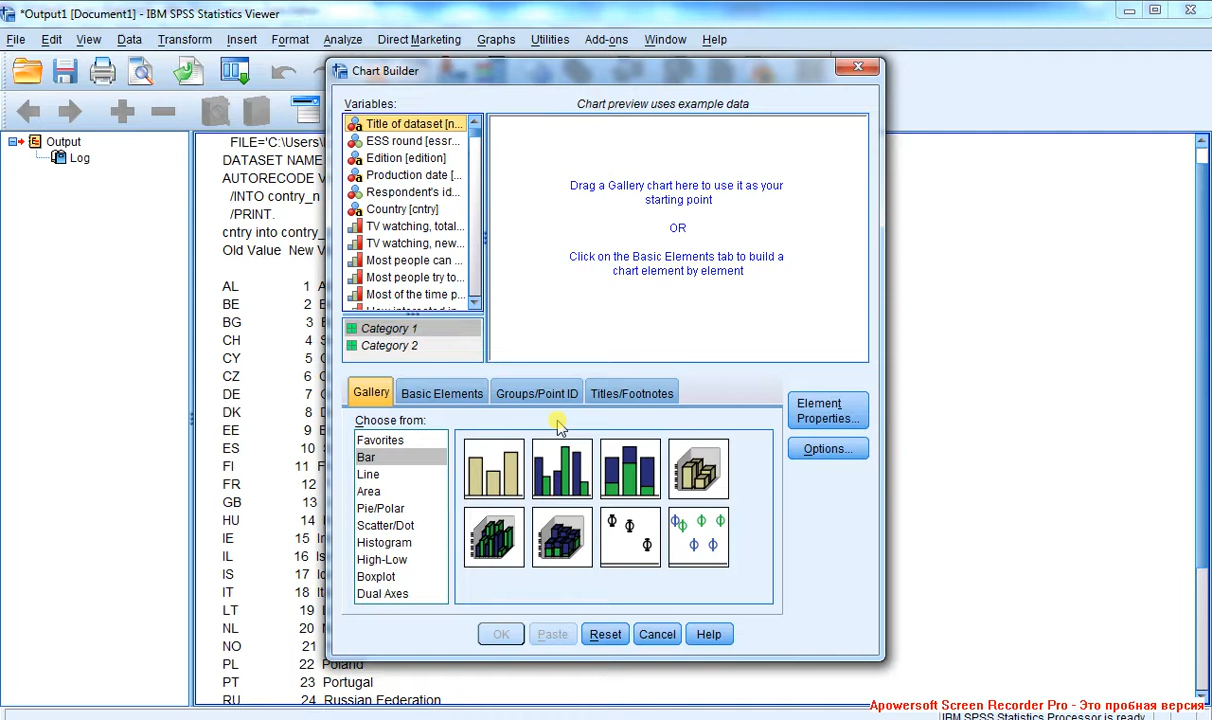 *Output1 [Document1] - IBM SPSS Statistics Viewer
File Edit View Data Transform Insert Format Analyze Direct Marketing Graphs Utilities Add-ons Window Help
Output
Log
FILE='C:\Users\
DATASET NAME
AUTORECODE V
/INTO contry_n
/PRINT.
cntry into contry_
Old Value New V
AL 1 A
BE 2
BG 3
CH 4
CY 5
CZ 6
DE 7
DK 8
EE 9
ES 10
FI 11
FR 12
GB 13
HU 14
IE 15
IL 16
IS 17
IT 18
LT 19
NL 20
NO 21
PL 22 Poland
PT 23 Portugal
RU 24 Russian Federation
Chart Builder
Variables:
Title of dataset [n...
ESS round [essr...
Edition [edition]
Production date [...
Respondent's id...
Country [cntry]
TV watching, total...
TV watching, new...
Most people can ...
Most people try to...
Most of the time p...
Category 1
Category 2
Chart preview uses example data
Drag a Gallery chart here to use it as your
starting point
OR
Click on the Basic Elements tab to build a
chart element by element
Gallery Basic Elements Groups/Point ID Titles/Footnotes
Choose from:
Favorites
Bar
Line
Area
Pie/Polar
Scatter/Dot
Histogram
High-Low
Boxplot
Dual Axes
Element
Properties...
Options...
OK Paste Reset Cancel Help
Apowersoft Screen Recorder Pro - Это пробная версия
IBM SPSS Statistics Processor is ready